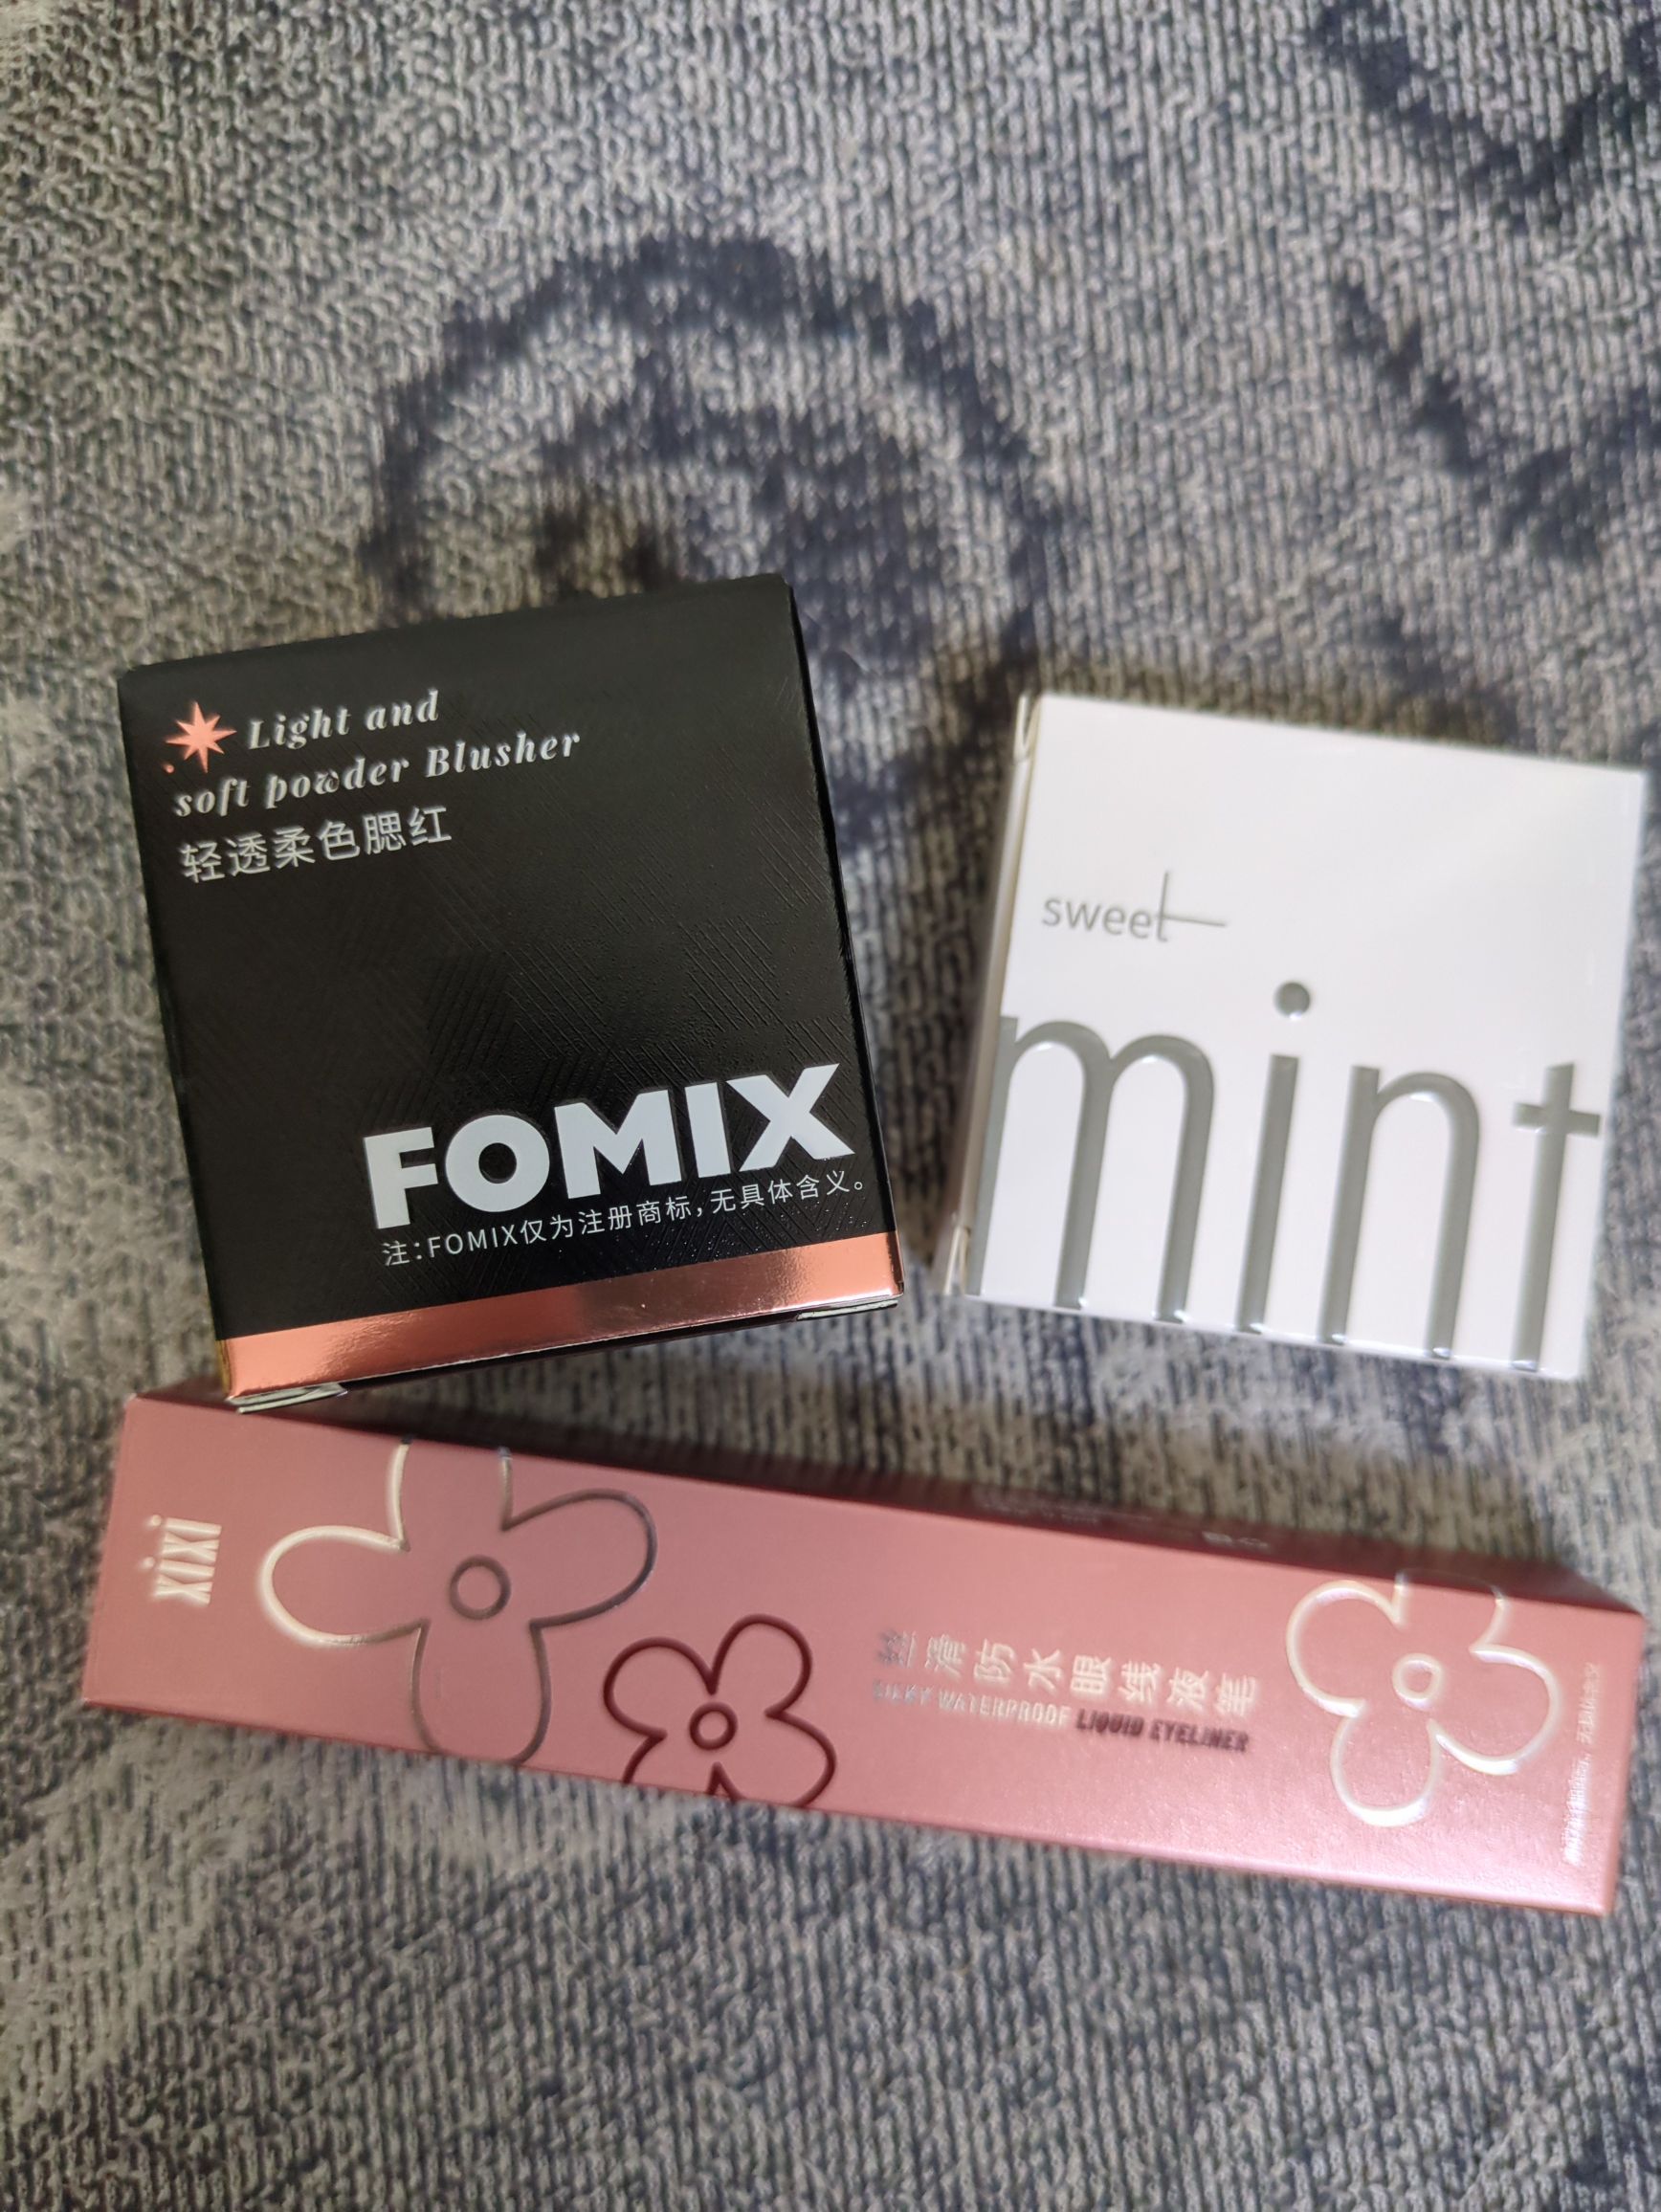 Light and
soft powder Blusher
轻透柔色腮红
FOMIX
注：FOMIX仅为注册商标，无具体含义。
sweet
mint
XIXI
丝滑防水眼线液笔
SILKY WATERPROOF LIQUID EYELINER